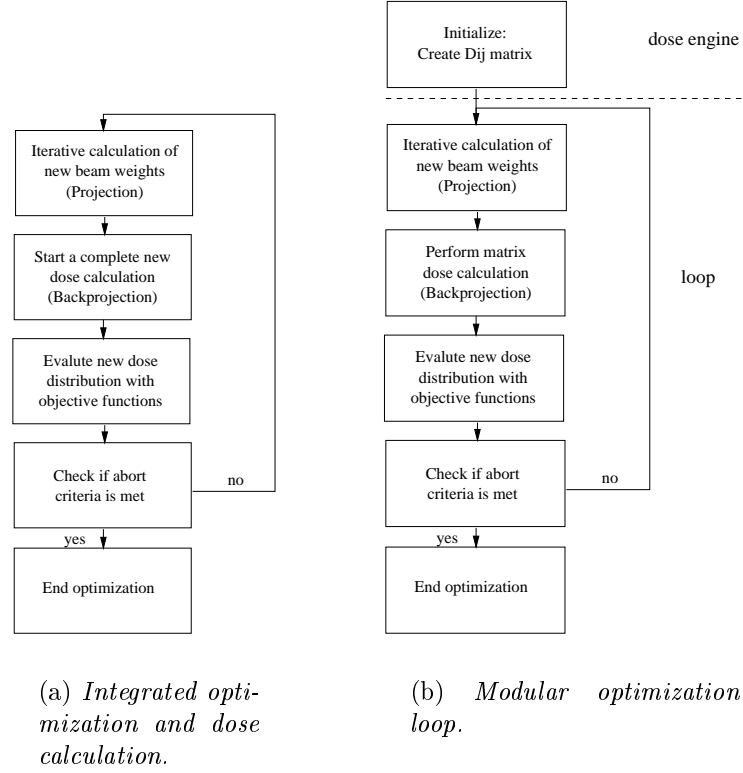 Iterative calculation of
new beam weights
(Projection)
Start a complete new
dose calculation
(Backprojection)
Evalute new dose
distribution with
objective functions
Check if abort
criteria is met
no
yes
End optimization
(a) Integrated opti-
mization and dose
calculation.
Initialize:
Create Dij matrix
dose engine
Iterative calculation of
new beam weights
(Projection)
Perform matrix
dose calculation
(Backprojection)
loop
Evalute new dose
distribution with
objective functions
Check if abort
criteria is met
no
yes
End optimization
(b) Modular optimization
loop.